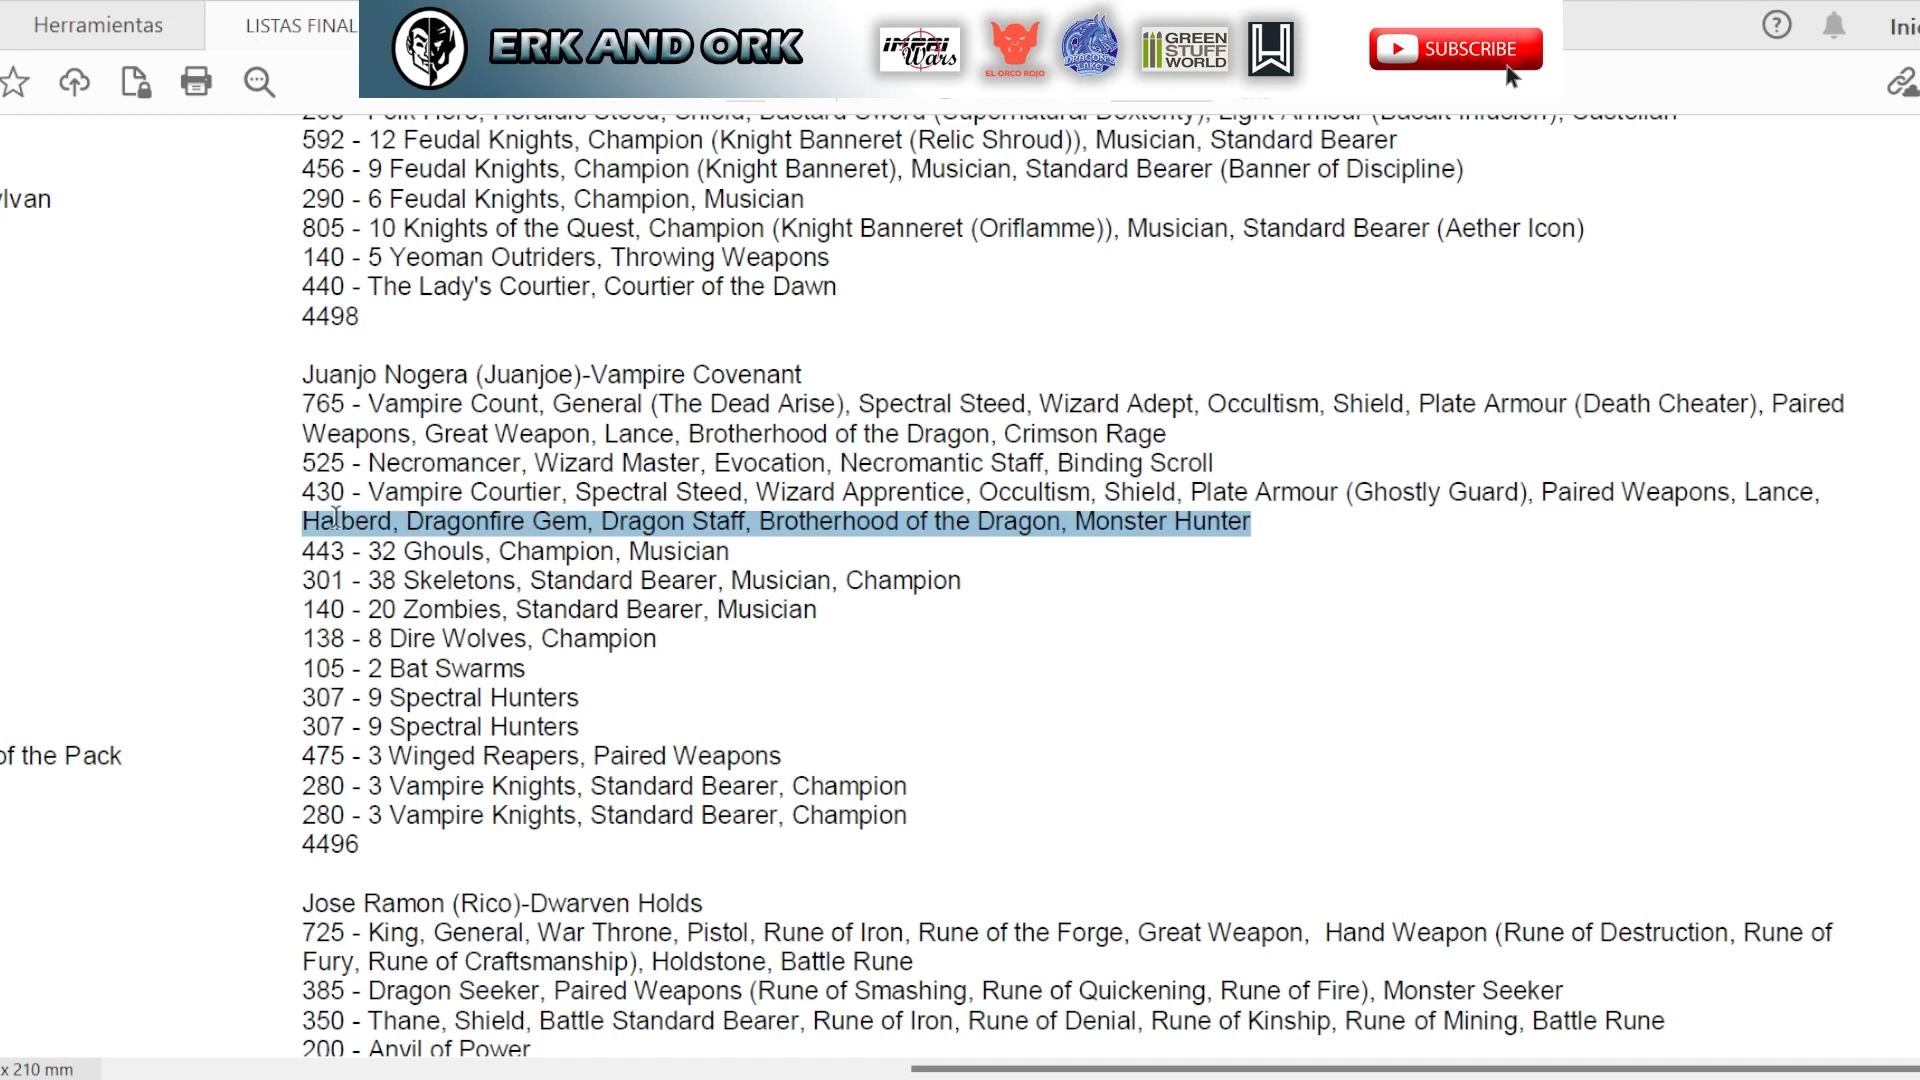 Herramientas
LISTAS FINAL
ERK AND ORK
IMPRI Wars
EL ORCO ROJO
DRAGON'S LAKE
GREEN STUFF WORLD
SUBSCRIBE
Inic
592 - 12 Feudal Knights, Champion (Knight Banneret (Relic Shroud)), Musician, Standard Bearer
456 - 9 Feudal Knights, Champion (Knight Banneret), Musician, Standard Bearer (Banner of Discipline)
lvan
290 - 6 Feudal Knights, Champion, Musician
805 - 10 Knights of the Quest, Champion (Knight Banneret (Oriflamme)), Musician, Standard Bearer (Aether Icon)
140 - 5 Yeoman Outriders, Throwing Weapons
440 - The Lady's Courtier, Courtier of the Dawn
4498
Juanjo Nogera (Juanjoe)-Vampire Covenant
765 - Vampire Count, General (The Dead Arise), Spectral Steed, Wizard Adept, Occultism, Shield, Plate Armour (Death Cheater), Paired
Weapons, Great Weapon, Lance, Brotherhood of the Dragon, Crimson Rage
525 - Necromancer, Wizard Master, Evocation, Necromantic Staff, Binding Scroll
430 - Vampire Courtier, Spectral Steed, Wizard Apprentice, Occultism, Shield, Plate Armour (Ghostly Guard), Paired Weapons, Lance,
Halberd, Dragonfire Gem, Dragon Staff, Brotherhood of the Dragon, Monster Hunter
443 - 32 Ghouls, Champion, Musician
301 - 38 Skeletons, Standard Bearer, Musician, Champion
140 - 20 Zombies, Standard Bearer, Musician
138 - 8 Dire Wolves, Champion
105 - 2 Bat Swarms
307 - 9 Spectral Hunters
307 - 9 Spectral Hunters
of the Pack
475 - 3 Winged Reapers, Paired Weapons
280 - 3 Vampire Knights, Standard Bearer, Champion
280 - 3 Vampire Knights, Standard Bearer, Champion
4496
Jose Ramon (Rico)-Dwarven Holds
725 - King, General, War Throne, Pistol, Rune of Iron, Rune of the Forge, Great Weapon,  Hand Weapon (Rune of Destruction, Rune of
Fury, Rune of Craftsmanship), Holdstone, Battle Rune
385 - Dragon Seeker, Paired Weapons (Rune of Smashing, Rune of Quickening, Rune of Fire), Monster Seeker
350 - Thane, Shield, Battle Standard Bearer, Rune of Iron, Rune of Denial, Rune of Kinship, Rune of Mining, Battle Rune
200 - Anvil of Power
x 210 mm